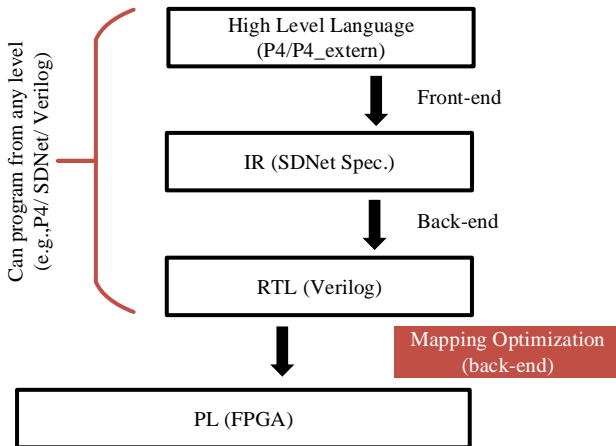 High Level Language
(P4/P4_extern)
Front-end
Can program from any level
(e.g.,P4/ SDNet/ Verilog)
IR (SDNet Spec.)
Back-end
RTL (Verilog)
Mapping Optimization
(back-end)
PL (FPGA)